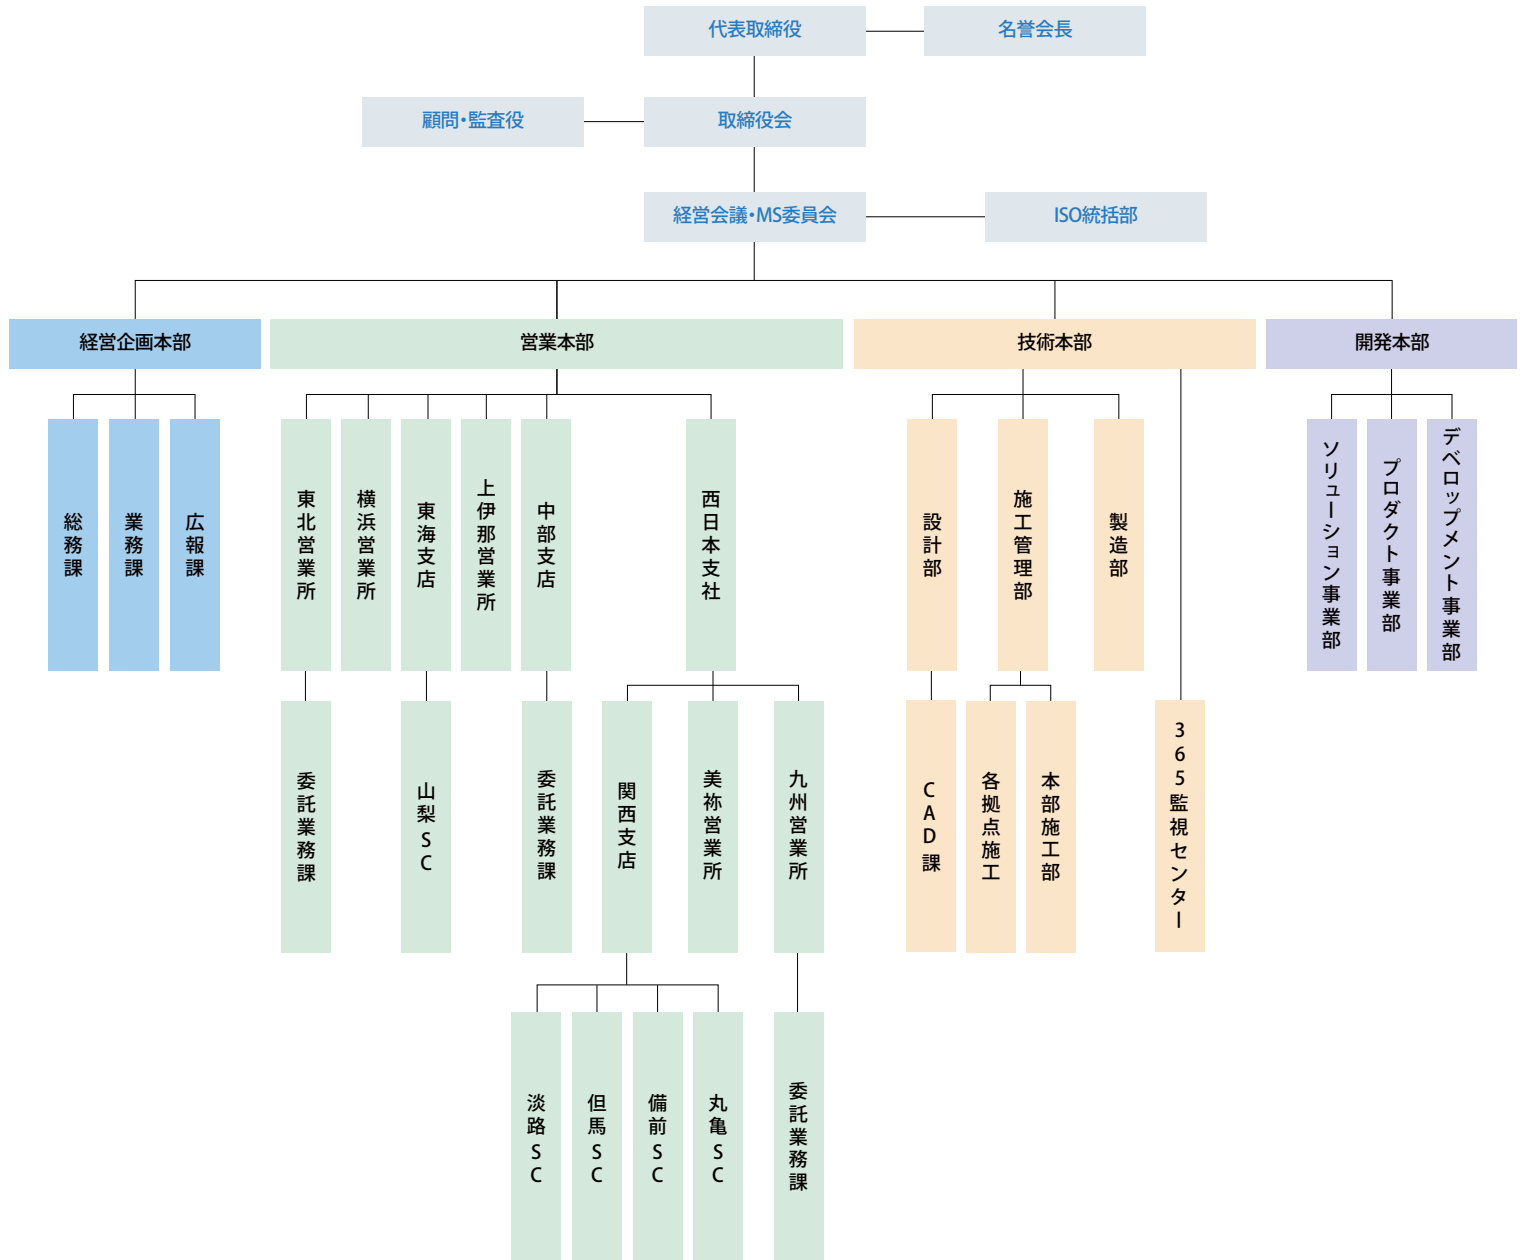 代表取締役
名誉会長
顧問・監査役
取締役会
経営会議・MS委員会
ISO統括部
経営企画本部
営業本部
技術本部
開発本部
総務課
業務課
広報課
東北営業所
横浜営業所
東海支店
上伊那営業所
中部支店
西日本支社
設計部
施工管理部
製造部
ソリューション事業部
プロダクト事業部
デベロップメント事業部
委託業務課
山梨SC
委託業務課
関西支店
美祢営業所
九州営業所
CAD課
各拠点施工
本部施工部
365監視センター
淡路SC
但馬SC
備前SC
丸亀SC
委託業務課